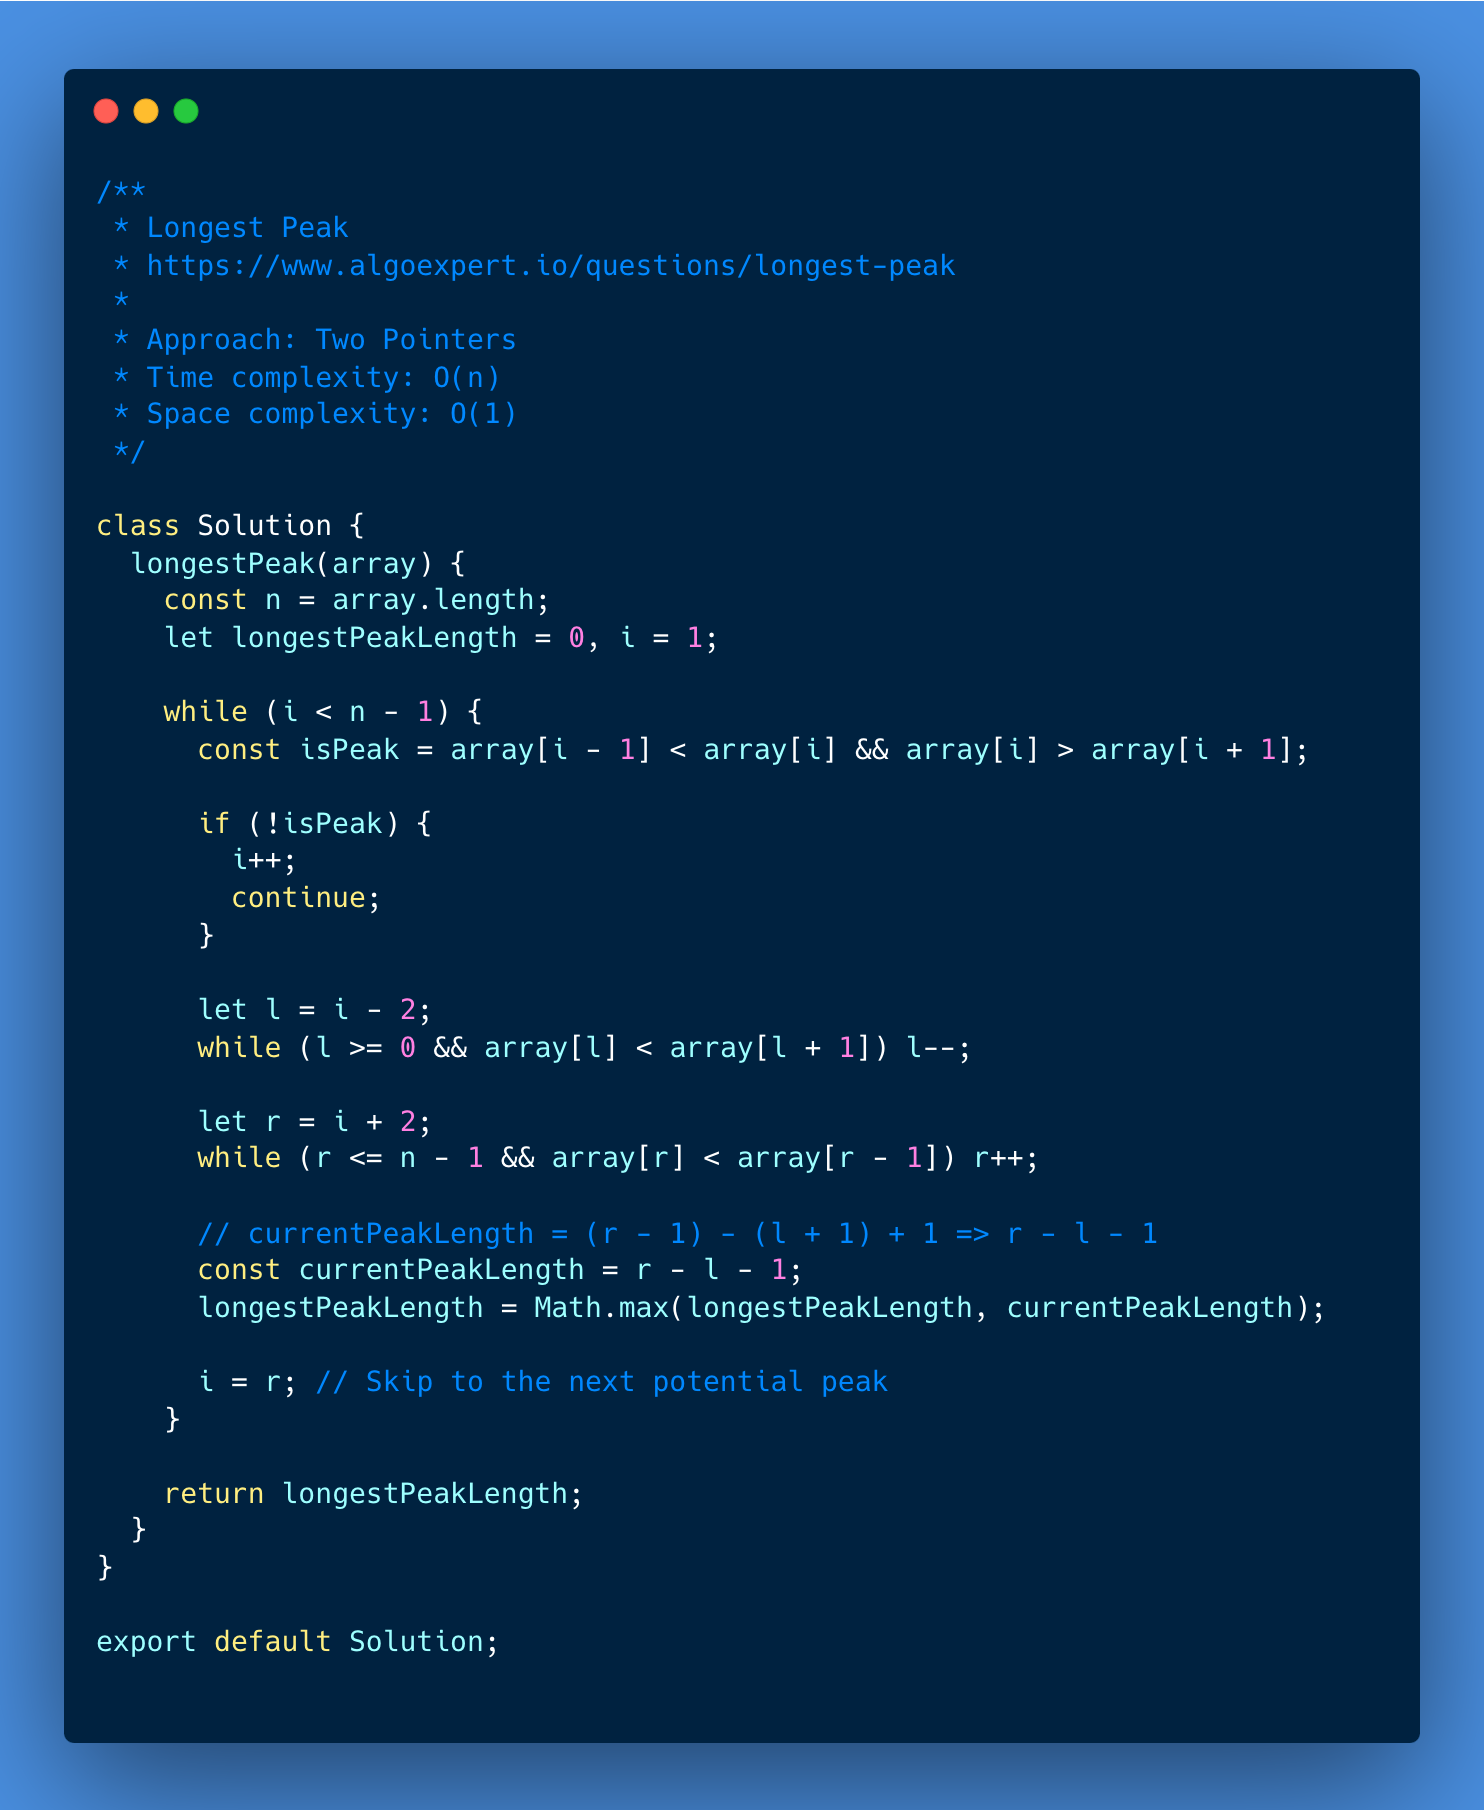 /**
 * Longest Peak
 * https://www.algoexpert.io/questions/longest-peak
 *
 * Approach: Two Pointers
 * Time complexity: O(n)
 * Space complexity: O(1)
 */

class Solution {
  longestPeak(array) {
    const n = array.length;
    let longestPeakLength = 0, i = 1;

    while (i < n - 1) {
      const isPeak = array[i - 1] < array[i] && array[i] > array[i + 1];

      if (!isPeak) {
        i++;
        continue;
      }

      let l = i - 2;
      while (l >= 0 && array[l] < array[l + 1]) l--;

      let r = i + 2;
      while (r <= n - 1 && array[r] < array[r - 1]) r++;

      // currentPeakLength = (r - 1) - (l + 1) + 1 => r - l - 1
      const currentPeakLength = r - l - 1;
      longestPeakLength = Math.max(longestPeakLength, currentPeakLength);

      i = r; // Skip to the next potential peak
    }

    return longestPeakLength;
  }
}

export default Solution;